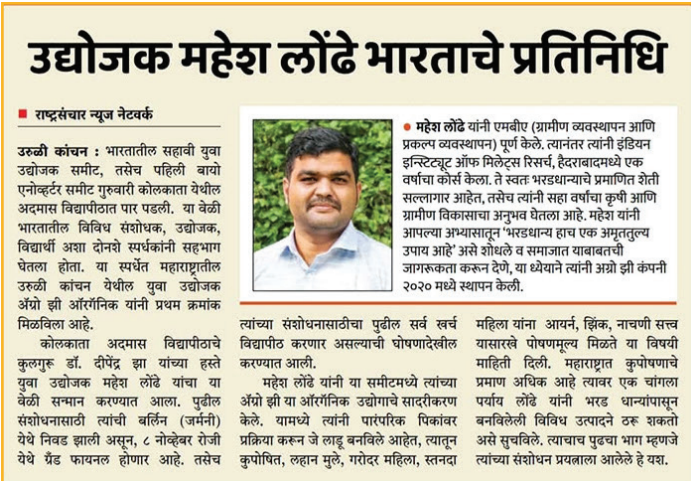 उद्योजक महेश लोंढे भारताचे प्रतिनिधि
राष्ट्रसंचार न्यूज नेटवर्क
उरुळी कांचन : भारतातील सहावी युवा
उद्योजक समीट, तसेच पहिली बायो
एनोव्हर्टर समीट गुरुवारी कोलकाता येथील
अदमास विद्यापीठात पार पडली. या वेळी
भारतातील विविध संशोधक, उद्योजक,
विद्यार्थी अशा दोनशे स्पर्धकांनी सहभाग
घेतला होता. या स्पर्धेत महाराष्ट्रातील
उरुळी कांचन येथील युवा उद्योजक
अ‍ॅग्रो झी ऑरगॅनिक यांनी प्रथम क्रमांक
मिळविला आहे.
कोलकाता अदमास विद्यापीठाचे
कुलगुरू डॉ. दीपेंद्र झा यांच्या हस्ते
युवा उद्योजक महेश लोंढे यांचा या
वेळी सन्मान करण्यात आला. पुढील
संशोधनासाठी त्यांची बर्लिन (जर्मनी)
येथे निवड झाली असून, ८ नोव्हेबर रोजी
येथे ग्रँड फायनल होणार आहे. तसेच
• महेश लोंढे यांनी एमबीए (ग्रामीण व्यवस्थापन आणि
प्रकल्प व्यवस्थापन) पूर्ण केले. त्यानंतर त्यांनी इंडियन
इन्स्टिट्यूट ऑफ मिलेट्स रिसर्च, हैदराबादमध्ये एक
वर्षाचा कोर्स केला. ते स्वतः भरडधान्याचे प्रमाणित शेती
सल्लागार आहेत, तसेच त्यांनी सहा वर्षाचा कृषी आणि
ग्रामीण विकासाचा अनुभव घेतला आहे. महेश यांनी
आपल्या अभ्यासातून ‘भरडधान्य हाच एक अमृततुल्य
उपाय आहे’ असे शोधले व समाजात याबाबतची
जागरूकता करून देणे, या ध्येयाने त्यांनी अग्रो झी कंपनी
२०२० मध्ये स्थापन केली.
त्यांच्या संशोधनासाठीचा पुढील सर्व खर्च
विद्यापीठ करणार असल्याची घोषणादेखील
करण्यात आली.
महेश लोंढे यांनी या समीटमध्ये त्यांच्या
अ‍ॅग्रो झी या ऑरगॅनिक उद्योगाचे सादरीकरण
केले. यामध्ये त्यांनी पारंपरिक पिकांवर
प्रक्रिया करून जे लाडू बनविले आहेत, त्यातून
कुपोषित, लहान मुले, गरोदर महिला, स्तनदा
महिला यांना आयर्न, झिंक, नाचणी सत्त्व
यासारखे पोषणमूल्य मिळते या विषयी
माहिती दिली. महाराष्ट्रात कुपोषणाचे
प्रमाण अधिक आहे त्यावर एक चांगला
पर्याय लोंढे यांनी भरड धान्यांपासून
बनविलेली विविध उत्पादने ठरू शकतो
असे सुचविले. त्याचाच पुढचा भाग म्हणजे
त्यांच्या संशोधन प्रयत्नाला आलेले हे यश.